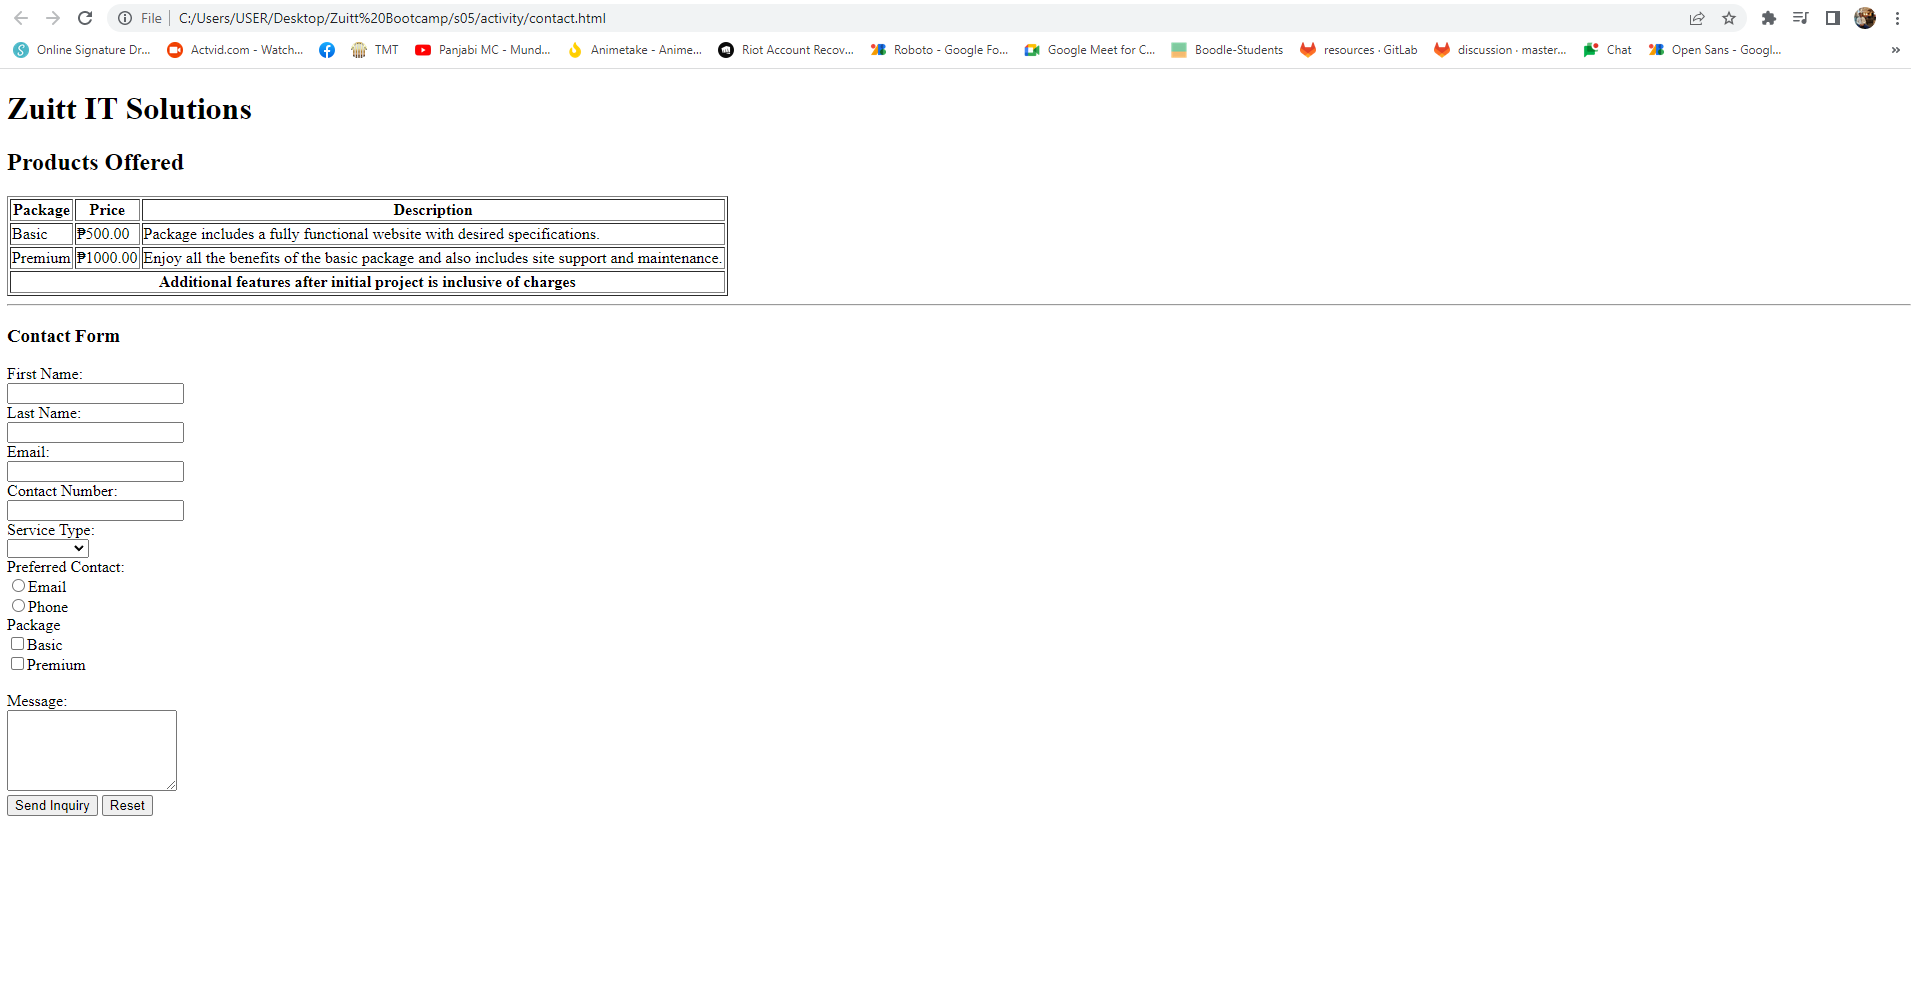 File C:/Users/USER/Desktop/Zuitt%20Bootcamp/s05/activity/contact.html
Online Signature Dr... Actvid.com - Watch... TMT Panjabi MC - Mund... Animetake - Anime... Riot Account Recov... Roboto - Google Fo... Google Meet for C... Boodle-Students resources · GitLab discussion · master... Chat Open Sans - Googl... »
Zuitt IT Solutions
Products Offered
Package Price Description
Basic ₱500.00 Package includes a fully functional website with desired specifications.
Premium ₱1000.00 Enjoy all the benefits of the basic package and also includes site support and maintenance.
Additional features after initial project is inclusive of charges
Contact Form
First Name:
Last Name:
Email:
Contact Number:
Service Type:
Preferred Contact:
Email
Phone
Package
Basic
Premium
Message:
Send Inquiry Reset